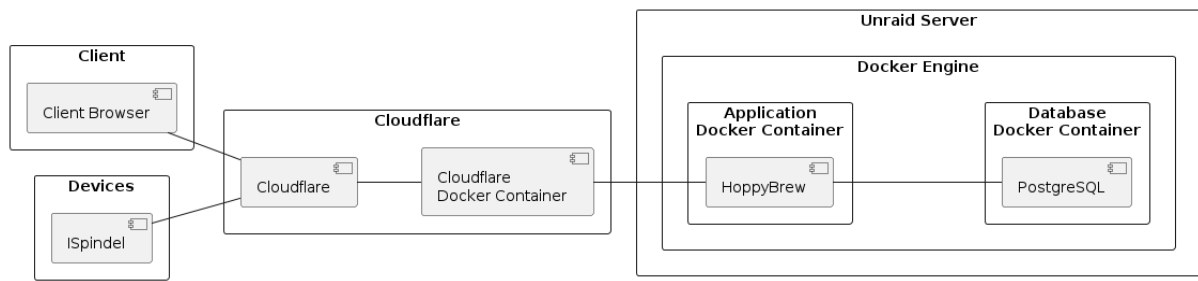 Unraid Server
Client
Client Browser
Docker Engine
Application
Docker Container
Database
Docker Container
Cloudflare
Cloudflare
Cloudflare
Docker Container
HoppyBrew
PostgreSQL
Devices
ISpindel